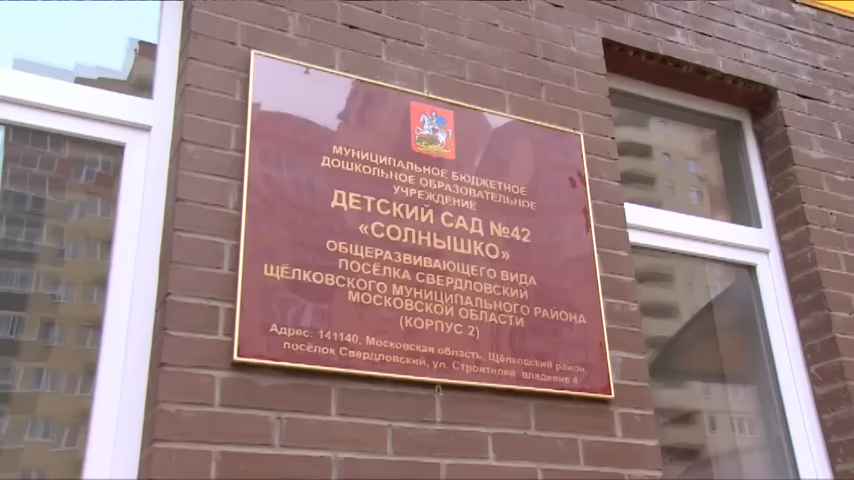 МУНИЦИПАЛЬНОЕ БЮДЖЕТНОЕ
ДОШКОЛЬНОЕ ОБРАЗОВАТЕЛЬНОЕ
УЧРЕЖДЕНИЕ
ДЕТСКИЙ САД №42
«СОЛНЫШКО»
ОБЩЕРАЗВИВАЮЩЕГО ВИДА
ПОСЁЛКА СВЕРДЛОВСКИЙ
ЩЁЛКОВСКОГО МУНИЦИПАЛЬНОГО РАЙОНА
МОСКОВСКОЙ ОБЛАСТИ
(КОРПУС 2)
Адрес: 141140, Московская область, Щёлковский район,
посёлок Свердловский, ул. Строителей, владение 4